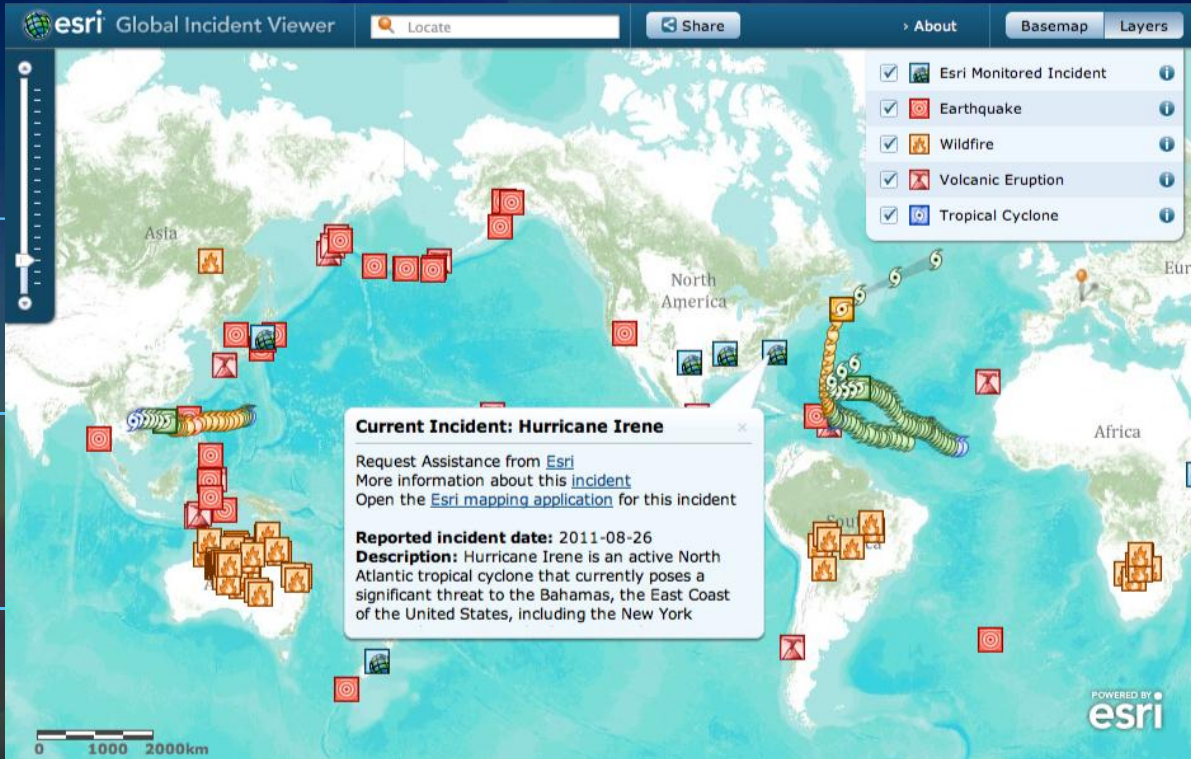 esri Global Incident Viewer
Locate
Share
› About
Basemap
Layers
Esri Monitored Incident
Earthquake
Wildfire
Volcanic Eruption
Tropical Cyclone
Asia
North
America
Eur
Africa
Current Incident: Hurricane Irene
Request Assistance from Esri
More information about this incident
Open the Esri mapping application for this incident
Reported incident date: 2011-08-26
Description: Hurricane Irene is an active North
Atlantic tropical cyclone that currently poses a
significant threat to the Bahamas, the East Coast
of the United States, including the New York
POWERED BY
esri
0 1000 2000km